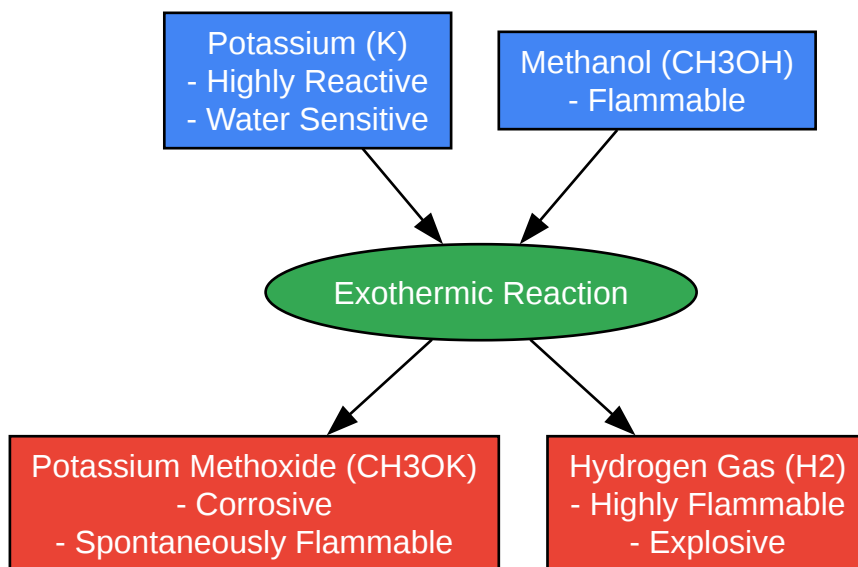 Potassium (K)
- Highly Reactive
- Water Sensitive
Methanol (CH3OH)
- Flammable
Exothermic Reaction
Potassium Methoxide (CH3OK)
- Corrosive
- Spontaneously Flammable
Hydrogen Gas (H2)
- Highly Flammable
- Explosive